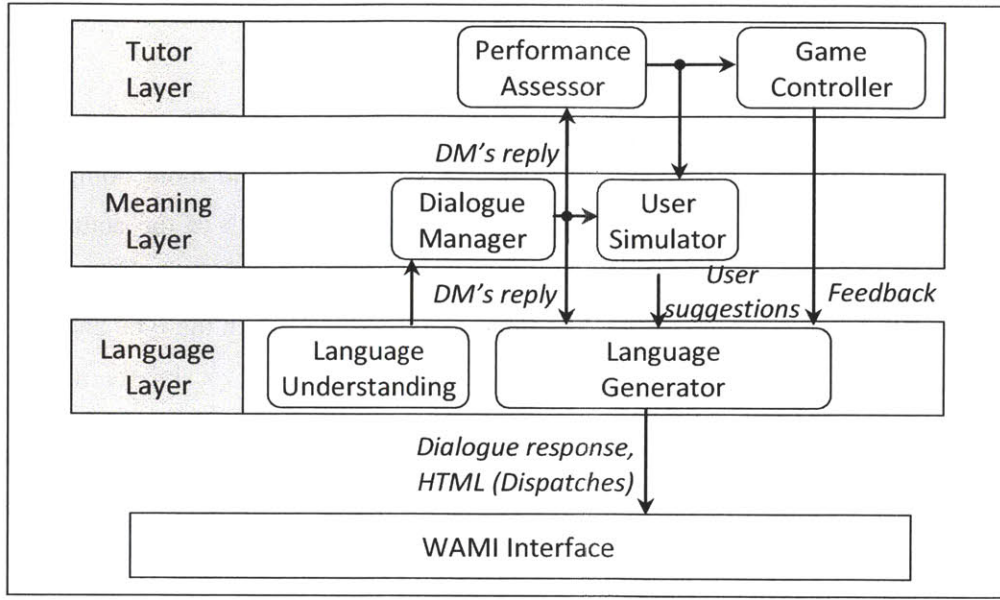 Tutor
Layer
Performance
Assessor
Game
Controller
DM's reply
Meaning
Layer
Dialogue
Manager
User
Simulator
DM's reply
User
suggestions
Feedback
Language
Layer
Language
Understanding
Language
Generator
Dialogue response,
HTML (Dispatches)
WAMI Interface